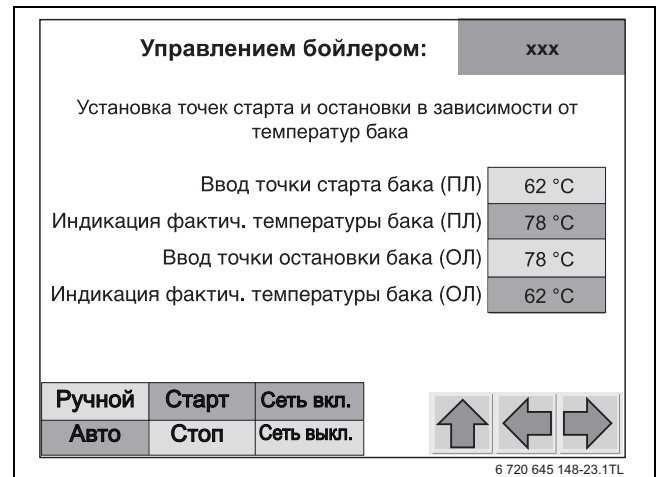 Управлением бойлером:
xxx
Установка точек старта и остановки в зависимости от
температур бака
Ввод точки старта бака (ПЛ)
62 °C
Индикация фактич. температуры бака (ПЛ)
78 °C
Ввод точки остановки бака (ОЛ)
78 °C
Индикация фактич. температуры бака (ОЛ)
62 °C
Ручной
Старт
Сеть вкл.
Авто
Стоп
Сеть выкл.
6 720 645 148-23.1TL